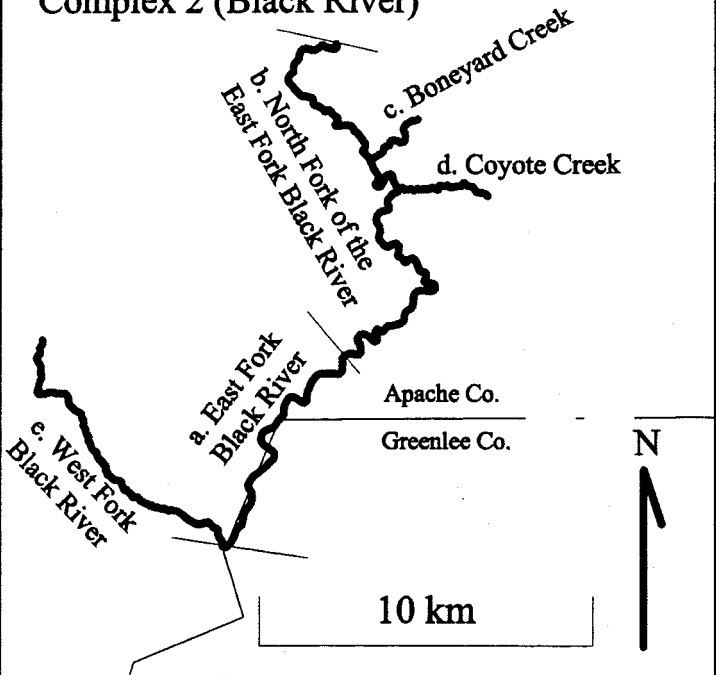 Complex 2 (Black River)
b. North Fork of the
East Fork Black River
c. Boneyard Creek
d. Coyote Creek
a. East Fork
Black River
Apache Co.
Greenlee Co.
e. West Fork
Black River
N
10 km